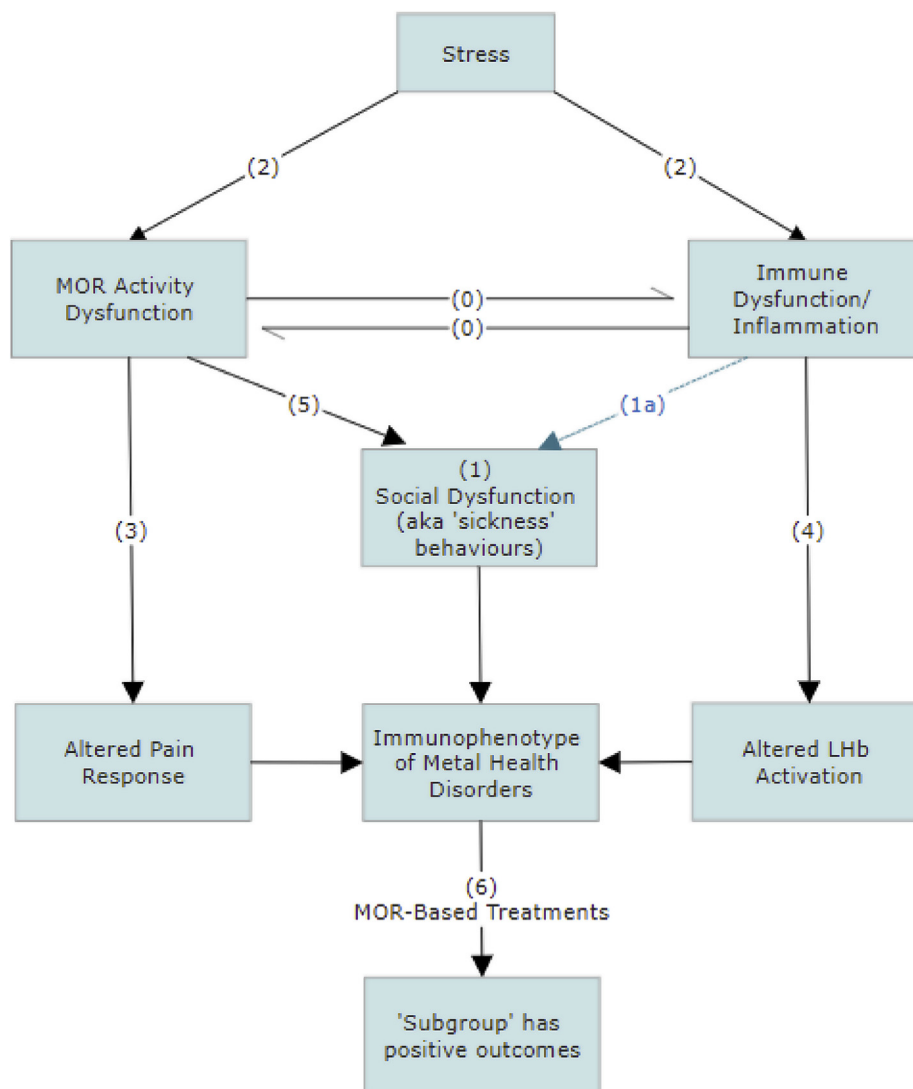 Stress
(2)
(2)
MOR Activity
Dysfunction
(0)
(0)
Immune
Dysfunction/
Inflammation
(5)
(1a)
(3)
(1)
Social Dysfunction
(aka 'sickness'
behaviours)
(4)
Altered Pain
Response
Immunophenotype
of Metal Health
Disorders
Altered LHb
Activation
(6)
MOR-Based Treatments
'Subgroup' has
positive outcomes